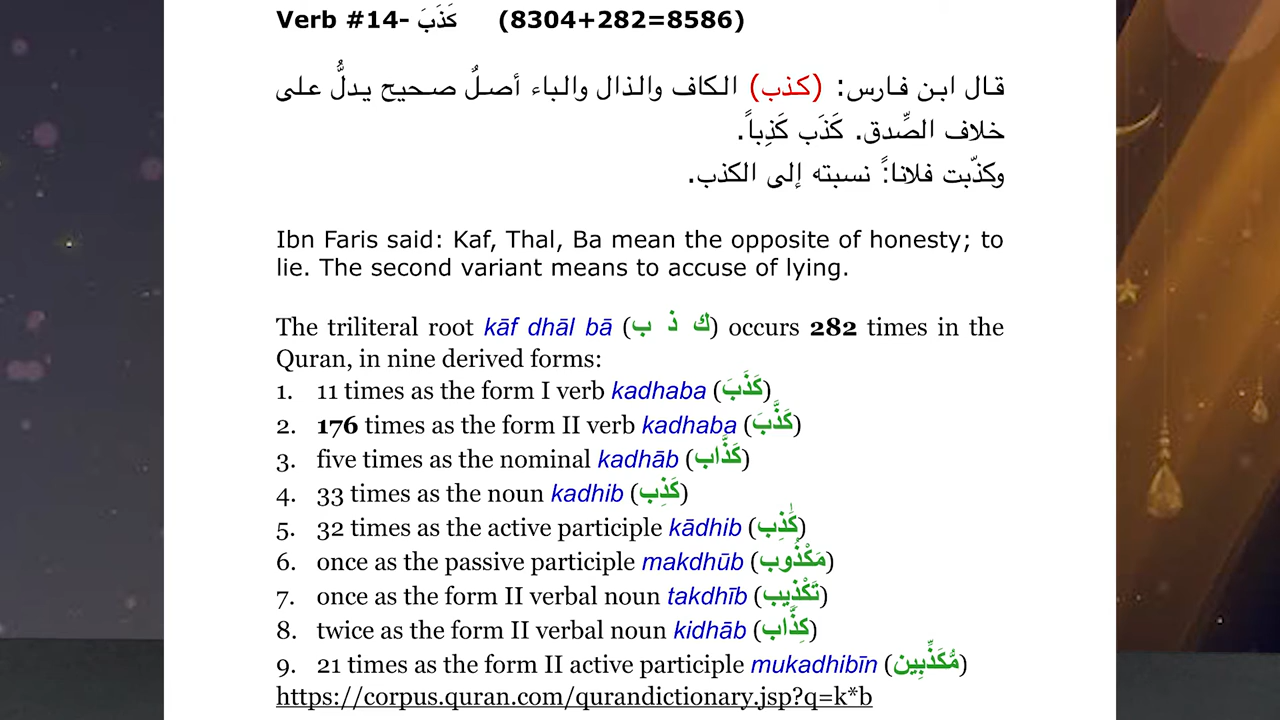 Verb #14- كَذَبَ (8304+282=8586)
قال ابن فارس: (كذب) الكاف والذال والباء أصلٌ صحيح يدلُّ على
خلاف الصِّدق. كَذَب كَذِباً.
وكذّبت فلاناً: نسبته إلى الكذب.
Ibn Faris said: Kaf, Thal, Ba mean the opposite of honesty; to
lie. The second variant means to accuse of lying.
The triliteral root kāf dhāl bā (ك ذ ب) occurs 282 times in the
Quran, in nine derived forms:
1. 11 times as the form I verb kadhaba (كَذَبَ)
2. 176 times as the form II verb kadhaba (كَذَّبَ)
3. five times as the nominal kadhāb (كَذَّاب)
4. 33 times as the noun kadhib (كَذِب)
5. 32 times as the active participle kādhib (كَٰذِب)
6. once as the passive participle makdhūb (مَكْذُوب)
7. once as the form II verbal noun takdhīb (تَكْذِيب)
8. twice as the form II verbal noun kidhāb (كِذَّاب)
9. 21 times as the form II active participle mukadhibīn (مُّكَذِّبِين)
https://corpus.quran.com/qurandictionary.jsp?q=k*b